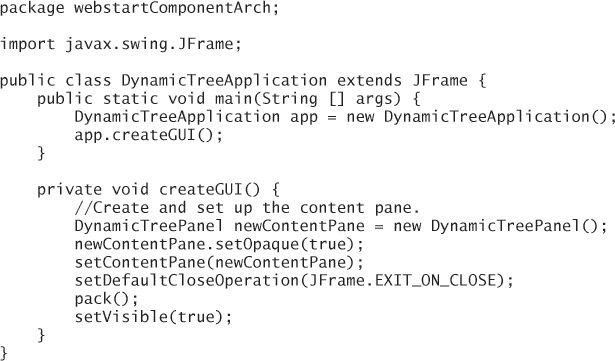 package webstartComponentArch;

import javax.swing.JFrame;

public class DynamicTreeApplication extends JFrame {
    public static void main(String [] args) {
        DynamicTreeApplication app = new DynamicTreeApplication();
        app.createGUI();
    }

    private void createGUI() {
        //Create and set up the content pane.
        DynamicTreePanel newContentPane = new DynamicTreePanel();
        newContentPane.setOpaque(true);
        setContentPane(newContentPane);
        setDefaultCloseOperation(JFrame.EXIT_ON_CLOSE);
        pack();
        setVisible(true);
    }
}